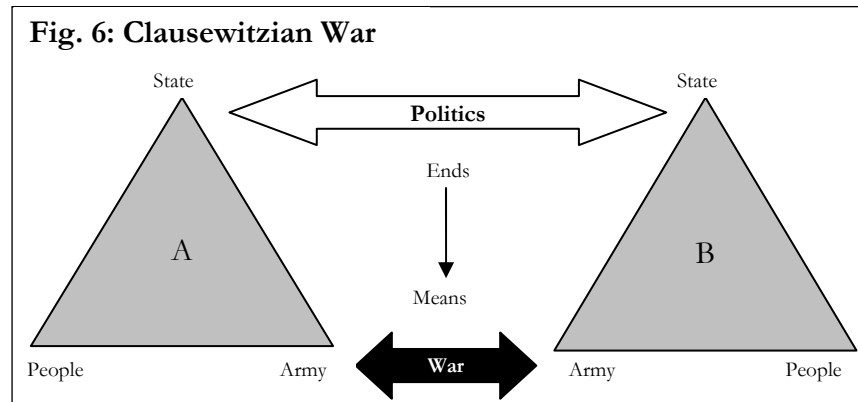 Fig. 6: Clausewitzian War
State
State
Politics
Ends
A
B
Means
War
People
Army
Army
People